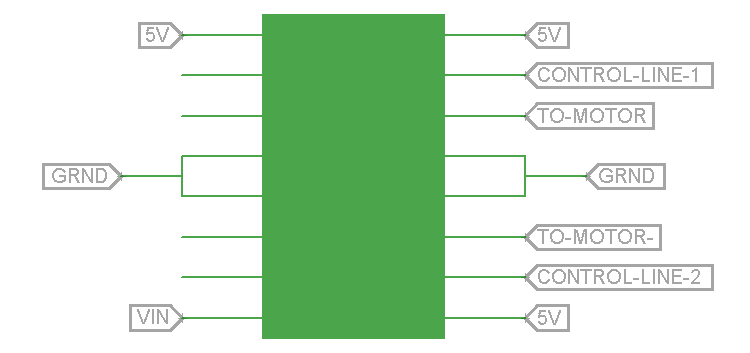 5V
5V
CONTROL-LINE-1
TO-MOTOR
GRND
GRND
TO-MOTOR-
CONTROL-LINE-2
VIN
5V